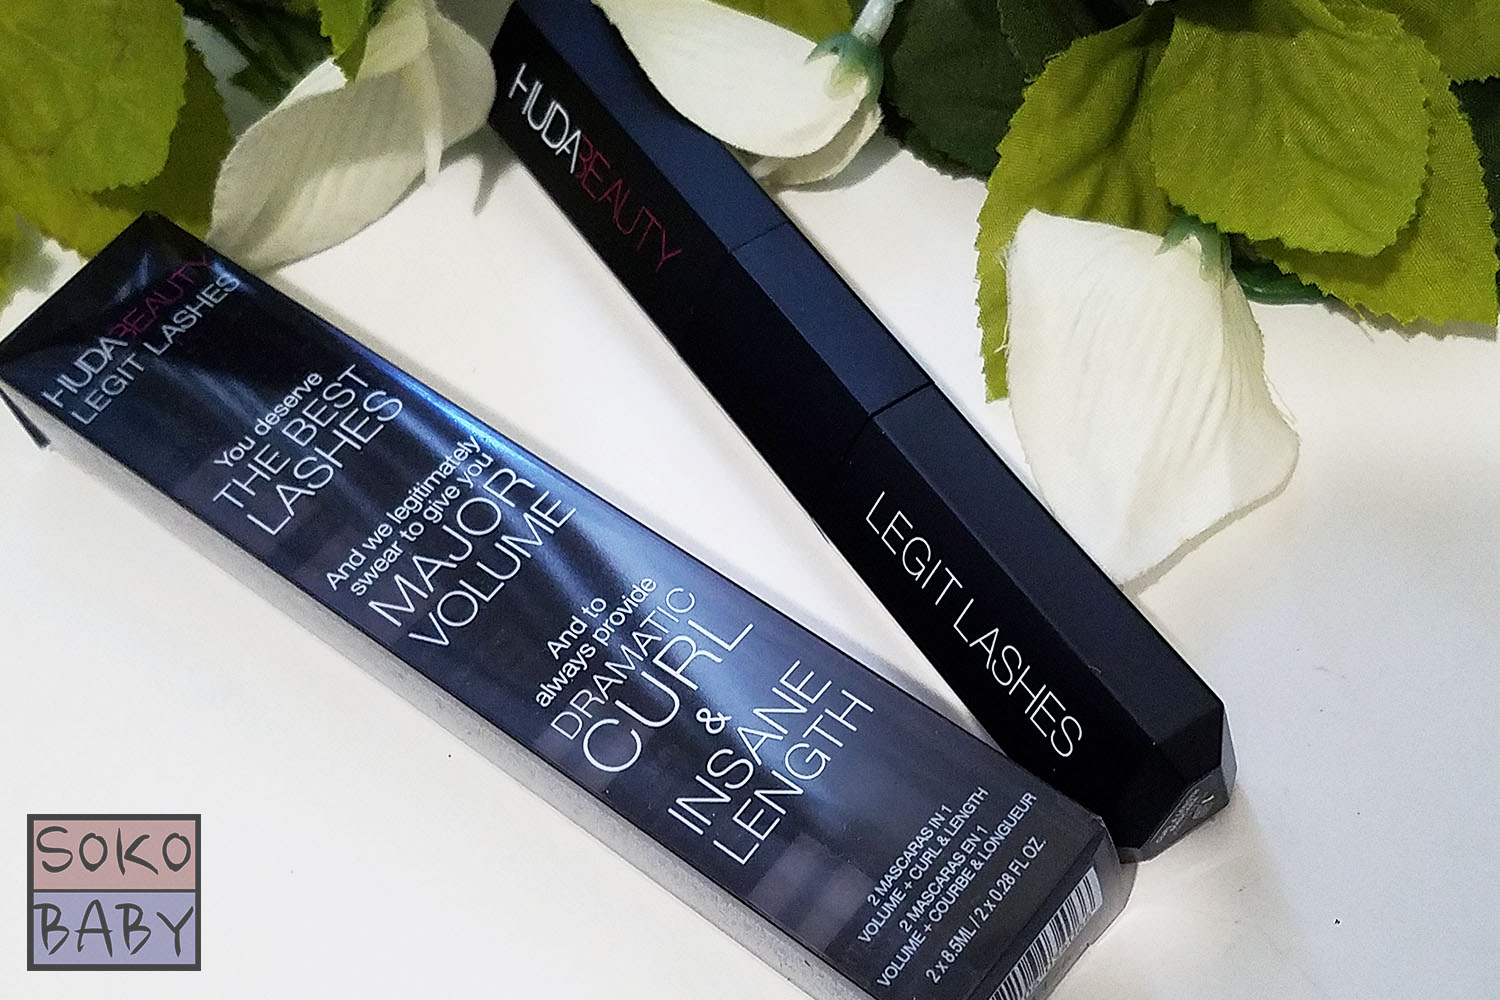 HUDABEAUTY
LEGIT LASHES
You deserve
THE BEST
LASHES
And we legitimately
swear to give you
MAJOR
VOLUME
And to
always provide
DRAMATIC
CURL
&
INSANE
LENGTH
2 MASCARAS IN 1
VOLUME + CURL & LENGTH
2 MASCARAS EN 1
VOLUME + COURBE & LONGUEUR
2 x 8.5ML / 2 x 0.28 FL OZ.
HUDABEAUTY
LEGIT LASHES
SOKO
BABY